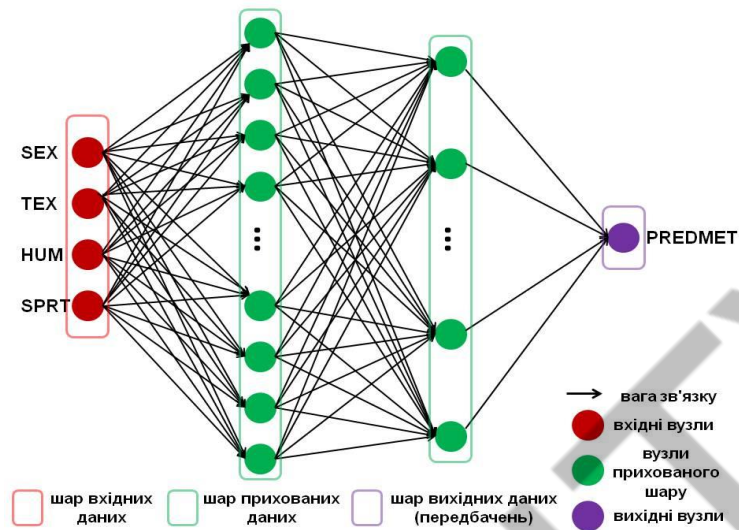 SEX
TEX
HUM
SPRT
PREDMET
вага зв'язку
вхідні вузли
вузли
прихованого
шару
вихідні вузли
шар вхідних
даних
шар прихованих
даних
шар вихідних даних
(передбачень)